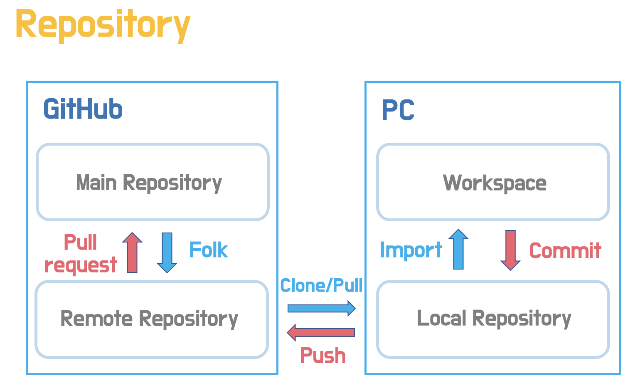 Repository
GitHub
Main Repository
Pull
request
Folk
Remote Repository
Clone/Pull
Push
PC
Workspace
Import
Commit
Local Repository